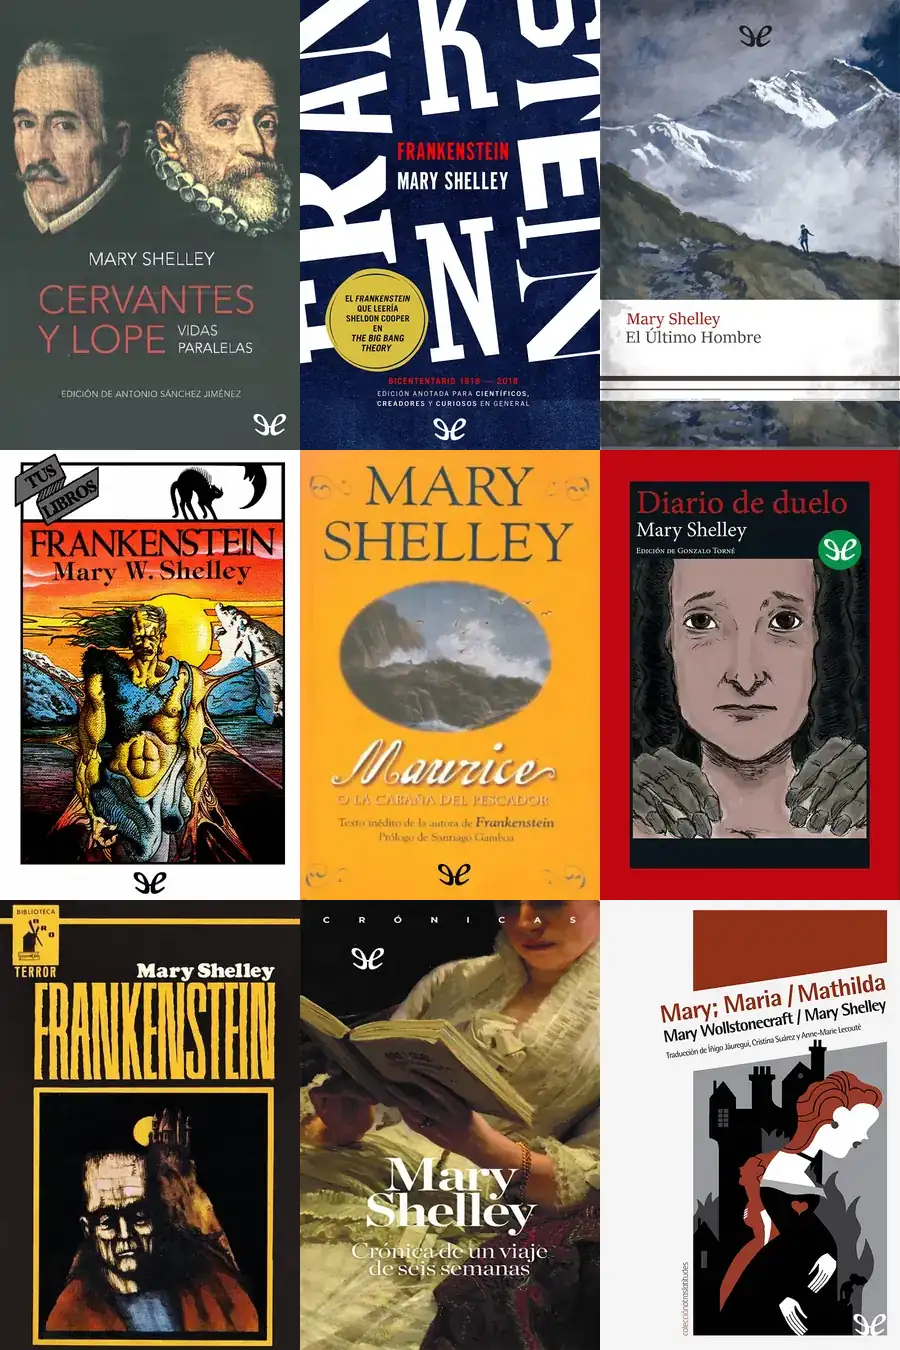 MARY SHELLEY
CERVANTES
Y LOPE VIDAS
PARALELAS
EDICIÓN DE ANTONIO SÁNCHEZ JIMÉNEZ
FRANKENSTEIN
FRANKENSTEIN
MARY SHELLEY
EL FRANKENSTEIN
QUE LEERÍA
SHELDON COOPER
EN
THE BIG BANG
THEORY
BICENTENTARIO 1818 — 2018
EDICIÓN ANOTADA PARA CIENTÍFICOS,
CREADORES Y CURIOSOS EN GENERAL
Mary Shelley
El Último Hombre
TUS
LIBROS
FRANKENSTEIN
Mary W. Shelley
MARY
SHELLEY
Maurice
O LA CABAÑA DEL PESCADOR
Texto inédito de la autora de Frankenstein
Prólogo de Santiago Gamboa
Diario de duelo
Mary Shelley
EDICIÓN DE GONZALO TORNÉ
BIBLIOTECA
ORO
TERROR
Mary Shelley
FRANKENSTEIN
CRÓNICAS
Mary
Shelley
Crónica de un viaje
de seis semanas
Mary; Maria / Mathilda
Mary Wollstonecraft / Mary Shelley
Traducción de Íñigo Jáuregui, Cristina Suárez y Anne-Marie Lecouté
colecciónotraslatitudes